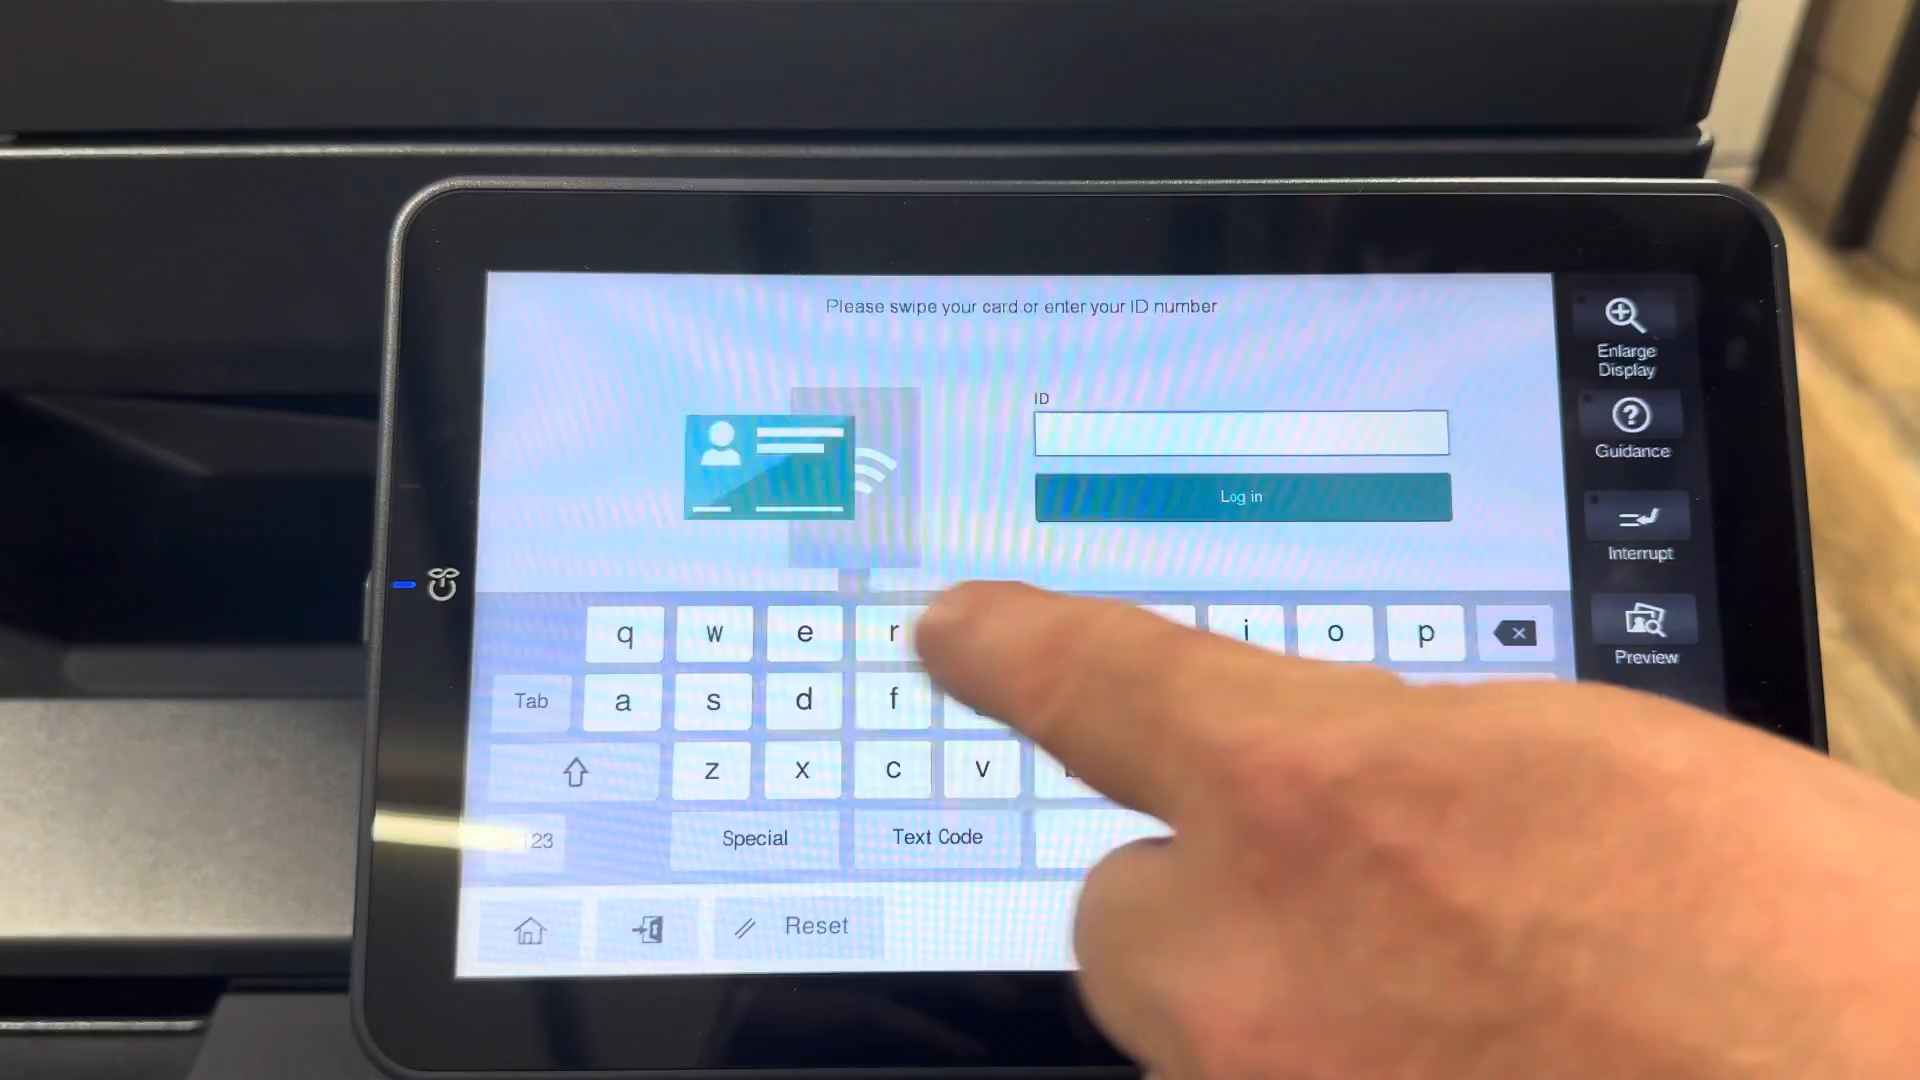 Please swipe your card or enter your ID number
ID
Log in
Enlarge
Display
Guidance
Interrupt
Preview
q w e r i o p
Tab a s d f
z x c v
123 Special Text Code
Reset